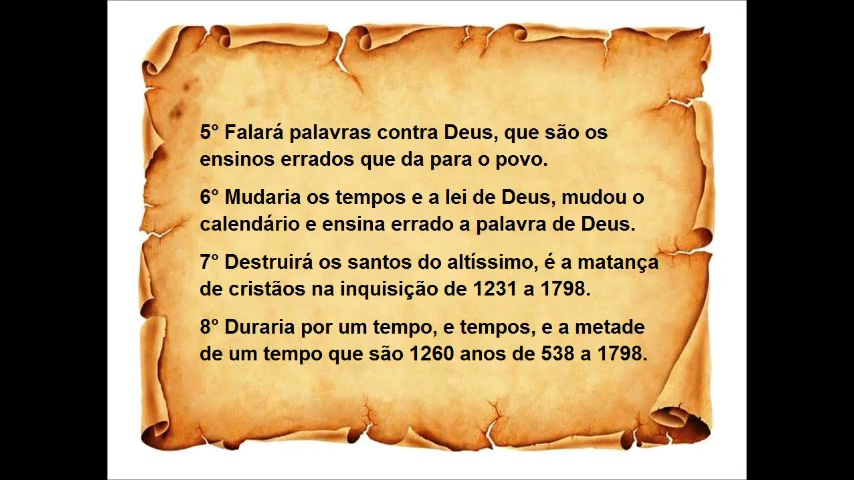 5° Falará palavras contra Deus, que são os
ensinos errados que da para o povo.
6° Mudaria os tempos e a lei de Deus, mudou o
calendário e ensina errado a palavra de Deus.
7° Destruirá os santos do altíssimo, é a matança
de cristãos na inquisição de 1231 a 1798.
8° Duraria por um tempo, e tempos, e a metade
de um tempo que são 1260 anos de 538 a 1798.